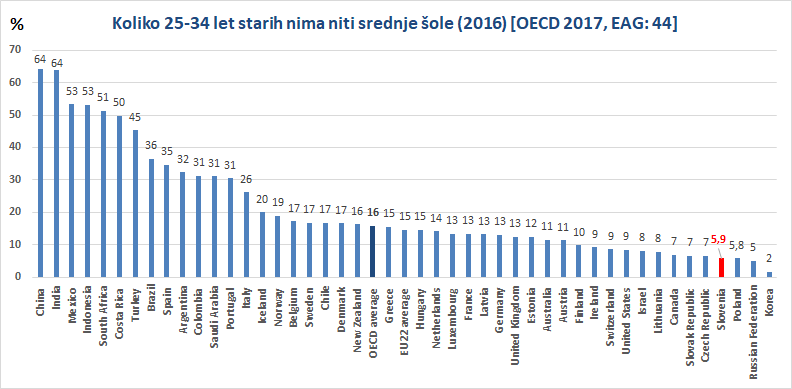 Koliko 25-34 let starih nima niti srednje šole (2016) [OECD 2017, EAG: 44]
%
70
60
50
40
30
20
10
0
64 64 53 53 51 50 45 36 35 32 31 31 31 26 20 19 17 17 17 17 16 16 15 15 15 14 13 13 13 13 12 12 11 11 10 9 9 9 8 8 7 7 7 5,9 5,8 5 2
China
India
Mexico
Indonesia
South Africa
Costa Rica
Turkey
Brazil
Spain
Argentina
Colombia
Saudi Arabia
Portugal
Italy
Iceland
Norway
Belgium
Sweden
Chile
Denmark
New Zealand
OECD average
Greece
EU22 average
Hungary
Netherlands
Luxembourg
France
Latvia
Germany
United Kingdom
Estonia
Australia
Austria
Finland
Ireland
Switzerland
United States
Israel
Lithuania
Canada
Slovak Republic
Czech Republic
Slovenia
Poland
Russian Federation
Korea